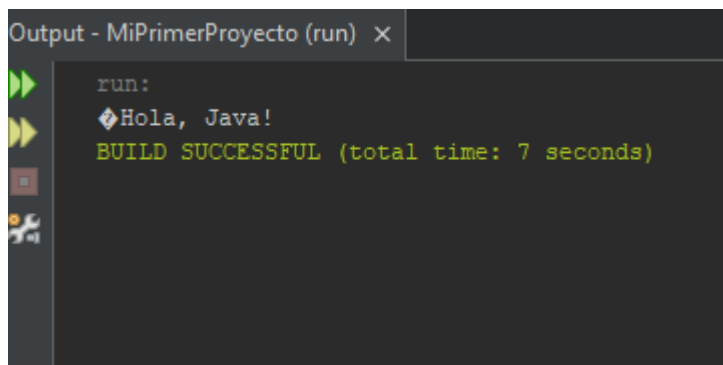 Output - MiPrimerProyecto (run) ×
run:
�Hola, Java!
BUILD SUCCESSFUL (total time: 7 seconds)